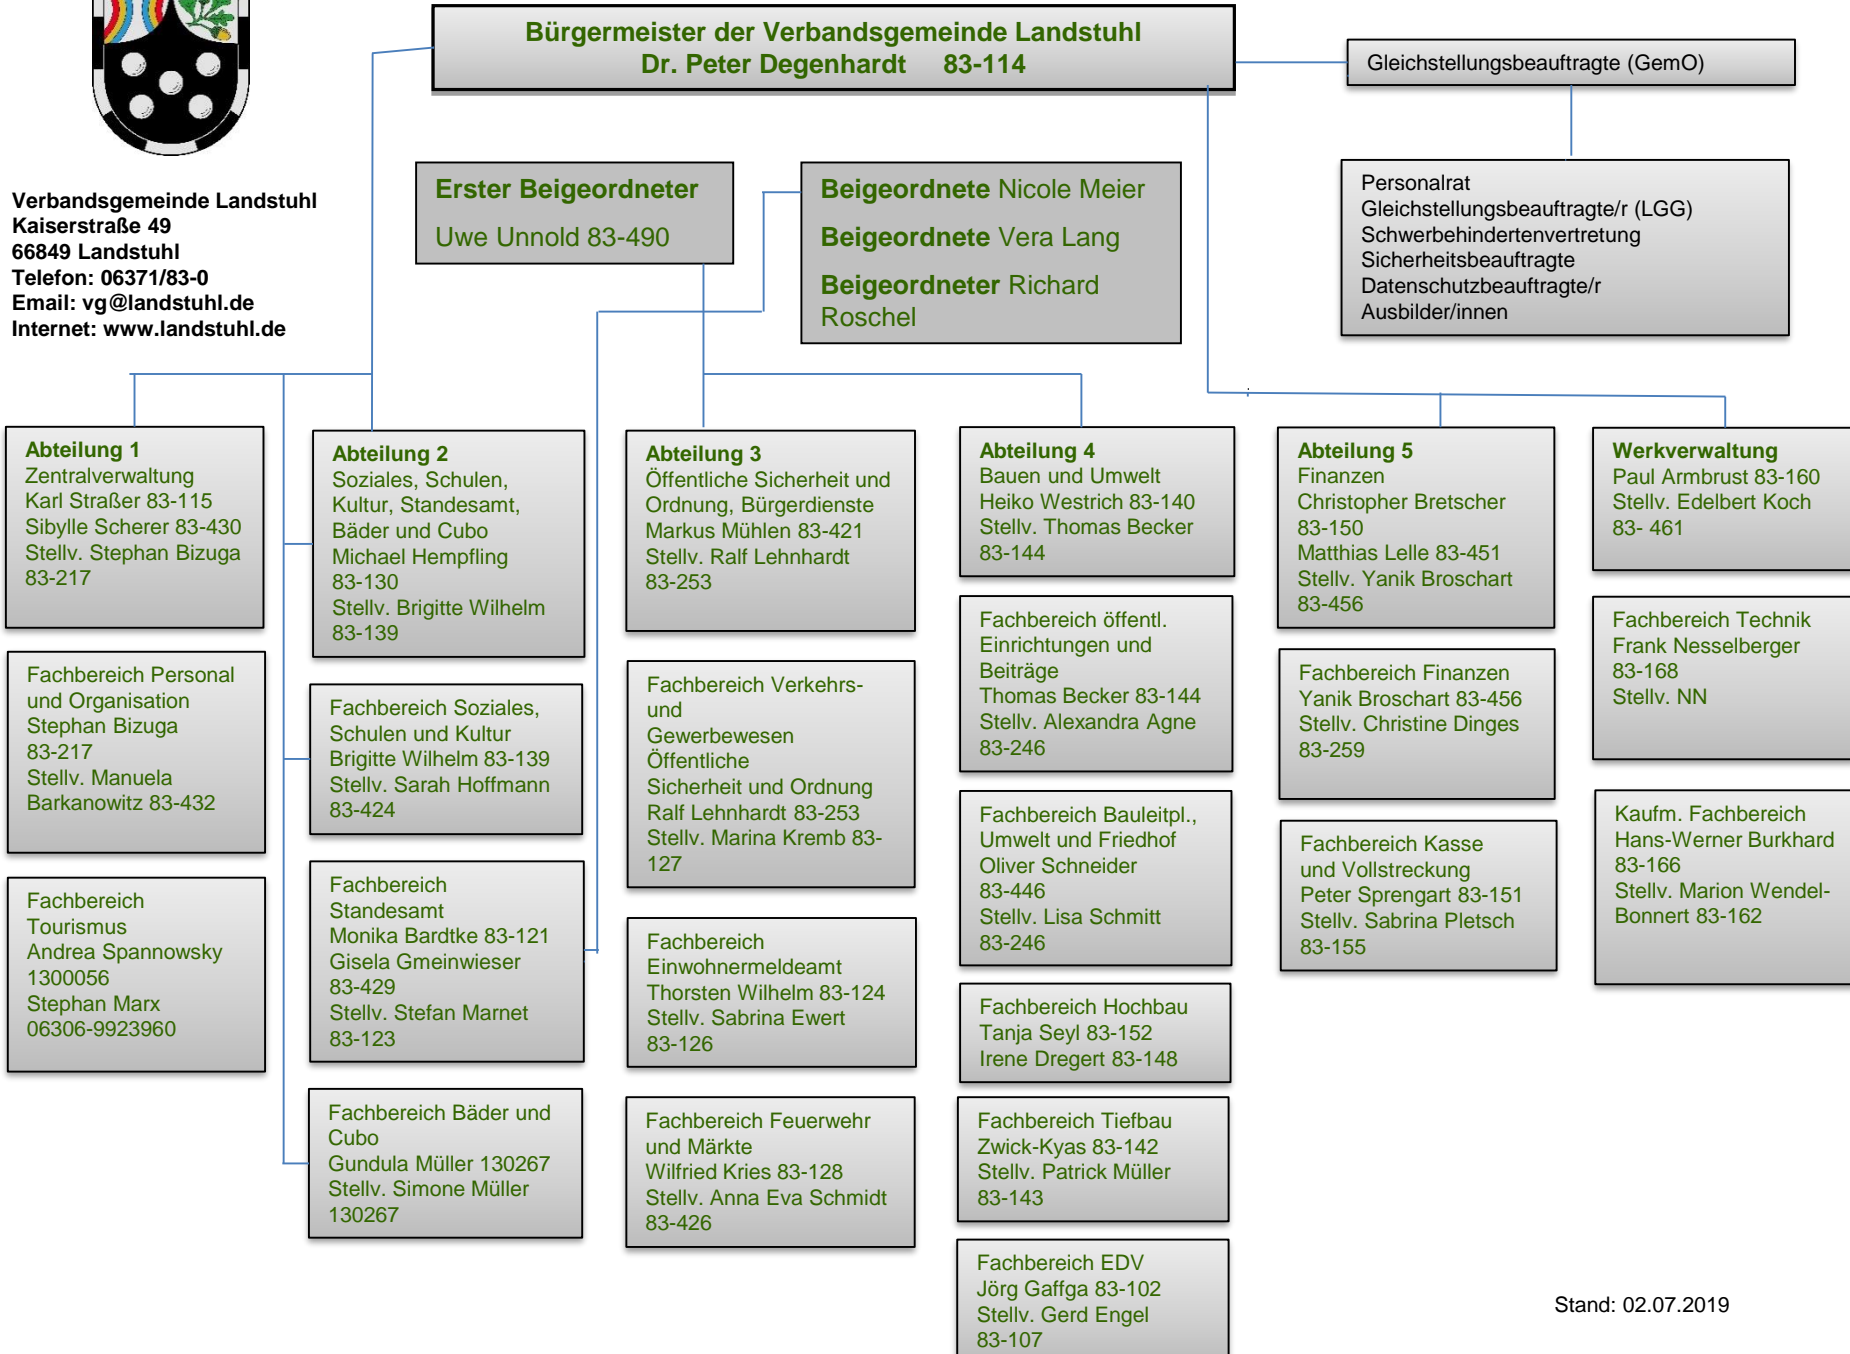 Bürgermeister der Verbandsgemeinde Landstuhl
Dr. Peter Degenhardt 83-114
Gleichstellungsbeauftragte (GemO)
Verbandsgemeinde Landstuhl
Kaiserstraße 49
66849 Landstuhl
Telefon: 06371/83-0
Email: vg@landstuhl.de
Internet: www.landstuhl.de
Erster Beigeordneter
Uwe Unnold 83-490
Beigeordnete Nicole Meier
Beigeordnete Vera Lang
Beigeordneter Richard
Roschel
Personalrat
Gleichstellungsbeauftragte/r (LGG)
Schwerbehindertenvertretung
Sicherheitsbeauftragte
Datenschutzbeauftragte/r
Ausbilder/innen
Abteilung 1
Zentralverwaltung
Karl Straßer 83-115
Sibylle Scherer 83-430
Stellv. Stephan Bizuga
83-217
Fachbereich Personal
und Organisation
Stephan Bizuga
83-217
Stellv. Manuela
Barkanowitz 83-432
Fachbereich
Tourismus
Andrea Spannowsky
1300056
Stephan Marx
06306-9923960
Abteilung 2
Soziales, Schulen,
Kultur, Standesamt,
Bäder und Cubo
Michael Hempfling
83-130
Stellv. Brigitte Wilhelm
83-139
Fachbereich Soziales,
Schulen und Kultur
Brigitte Wilhelm 83-139
Stellv. Sarah Hoffmann
83-424
Fachbereich
Standesamt
Monika Bardtke 83-121
Gisela Gmeinwieser
83-429
Stellv. Stefan Marnet
83-123
Fachbereich Bäder und
Cubo
Gundula Müller 130267
Stellv. Simone Müller
130267
Abteilung 3
Öffentliche Sicherheit und
Ordnung, Bürgerdienste
Markus Mühlen 83-421
Stellv. Ralf Lehnhardt
83-253
Fachbereich Verkehrs-
und
Gewerbewesen
Öffentliche
Sicherheit und Ordnung
Ralf Lehnhardt 83-253
Stellv. Marina Kremb 83-
127
Fachbereich
Einwohnermeldeamt
Thorsten Wilhelm 83-124
Stellv. Sabrina Ewert
83-126
Fachbereich Feuerwehr
und Märkte
Wilfried Kries 83-128
Stellv. Anna Eva Schmidt
83-426
Abteilung 4
Bauen und Umwelt
Heiko Westrich 83-140
Stellv. Thomas Becker
83-144
Fachbereich öffentl.
Einrichtungen und
Beiträge
Thomas Becker 83-144
Stellv. Alexandra Agne
83-246
Fachbereich Bauleitpl.,
Umwelt und Friedhof
Oliver Schneider
83-446
Stellv. Lisa Schmitt
83-246
Fachbereich Hochbau
Tanja Seyl 83-152
Irene Dregert 83-148
Fachbereich Tiefbau
Zwick-Kyas 83-142
Stellv. Patrick Müller
83-143
Fachbereich EDV
Jörg Gaffga 83-102
Stellv. Gerd Engel
83-107
Abteilung 5
Finanzen
Christopher Bretscher
83-150
Matthias Lelle 83-451
Stellv. Yanik Broschart
83-456
Fachbereich Finanzen
Yanik Broschart 83-456
Stellv. Christine Dinges
83-259
Fachbereich Kasse
und Vollstreckung
Peter Sprengart 83-151
Stellv. Sabrina Pletsch
83-155
Werkverwaltung
Paul Armbrust 83-160
Stellv. Edelbert Koch
83- 461
Fachbereich Technik
Frank Nesselberger
83-168
Stellv. NN
Kaufm. Fachbereich
Hans-Werner Burkhard
83-166
Stellv. Marion Wendel-
Bonnert 83-162
Stand: 02.07.2019